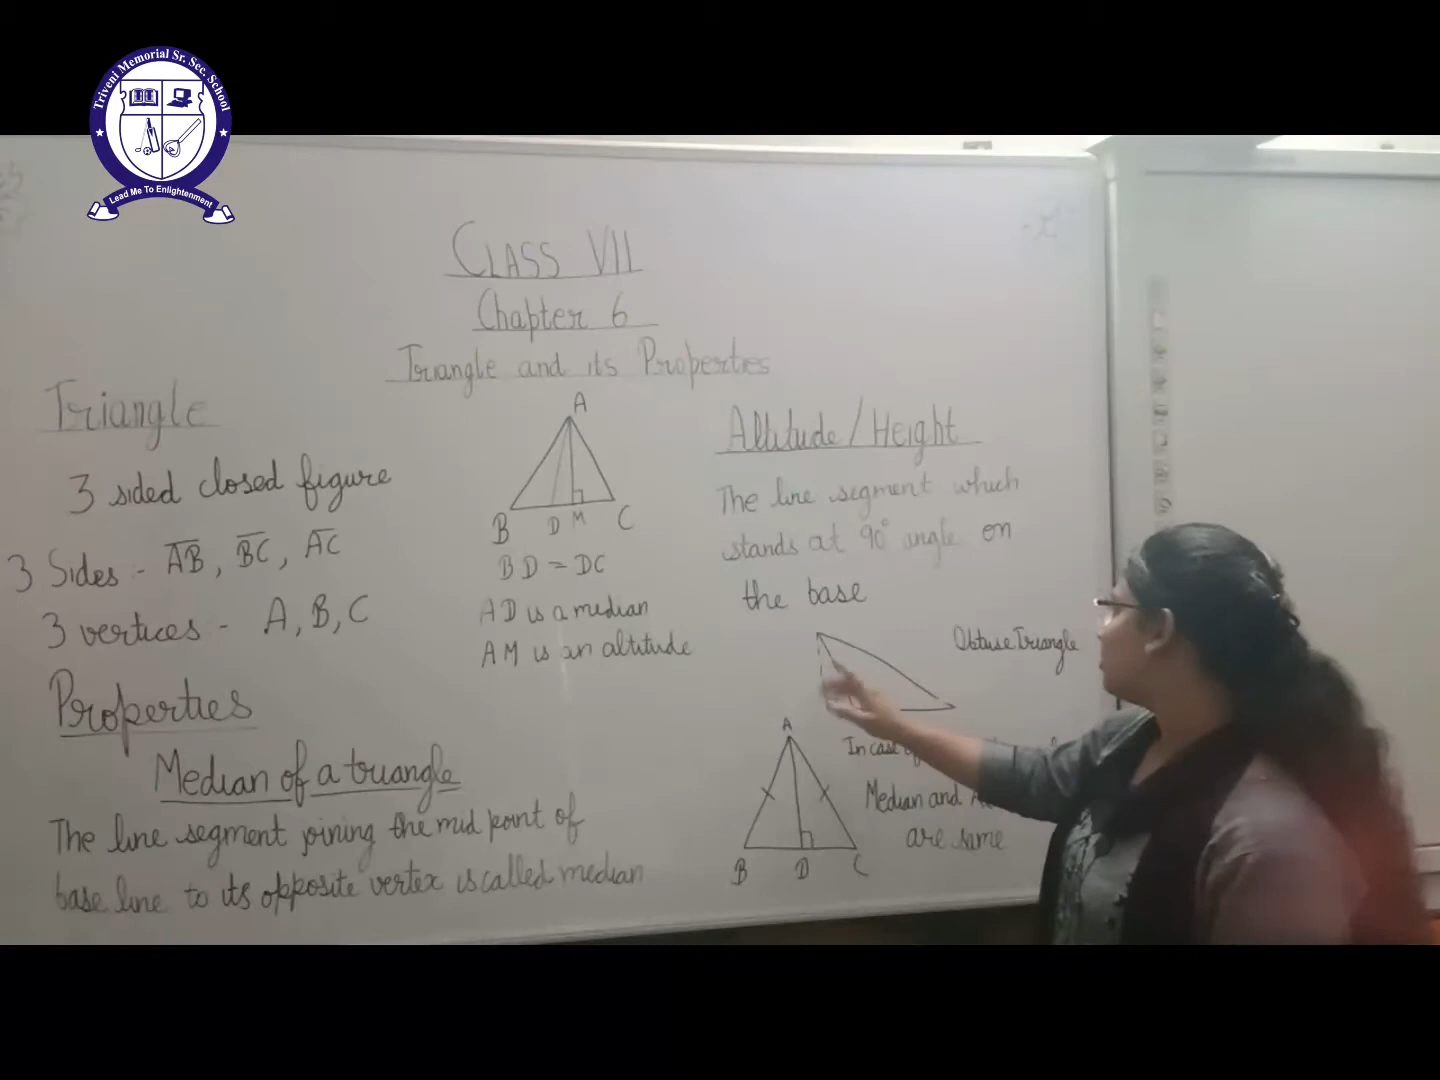 Triveni Memorial Sr. Sec. School
Lead Me To Enlightenment
CLASS VII
Chapter 6
Triangle and its Properties
Triangle
3 sided closed figure
3 Sides - A̅B̅, B̅C̅, A̅C̅
3 vertices - A, B, C
Properties
Median of a triangle
The line segment joining the mid point of
base line to its opposite vertex is called median
A
B D M C
BD = DC
AD is a median
AM is an altitude
Altitude / Height
The line segment which
stands at 90° angle on
the base
Obtuse Triangle
A
B D C
In case
Median and
are same